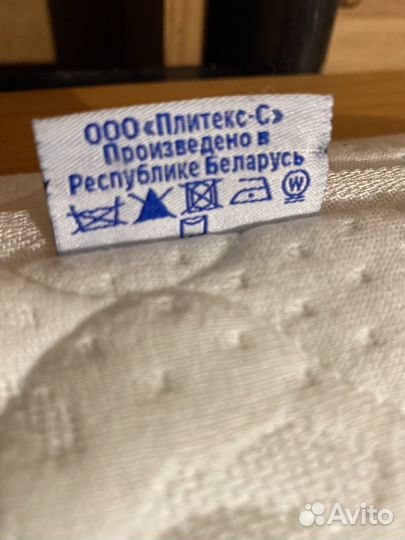 ООО «Плитекс-С»
Произведено в
Республике Беларусь
W
Avito